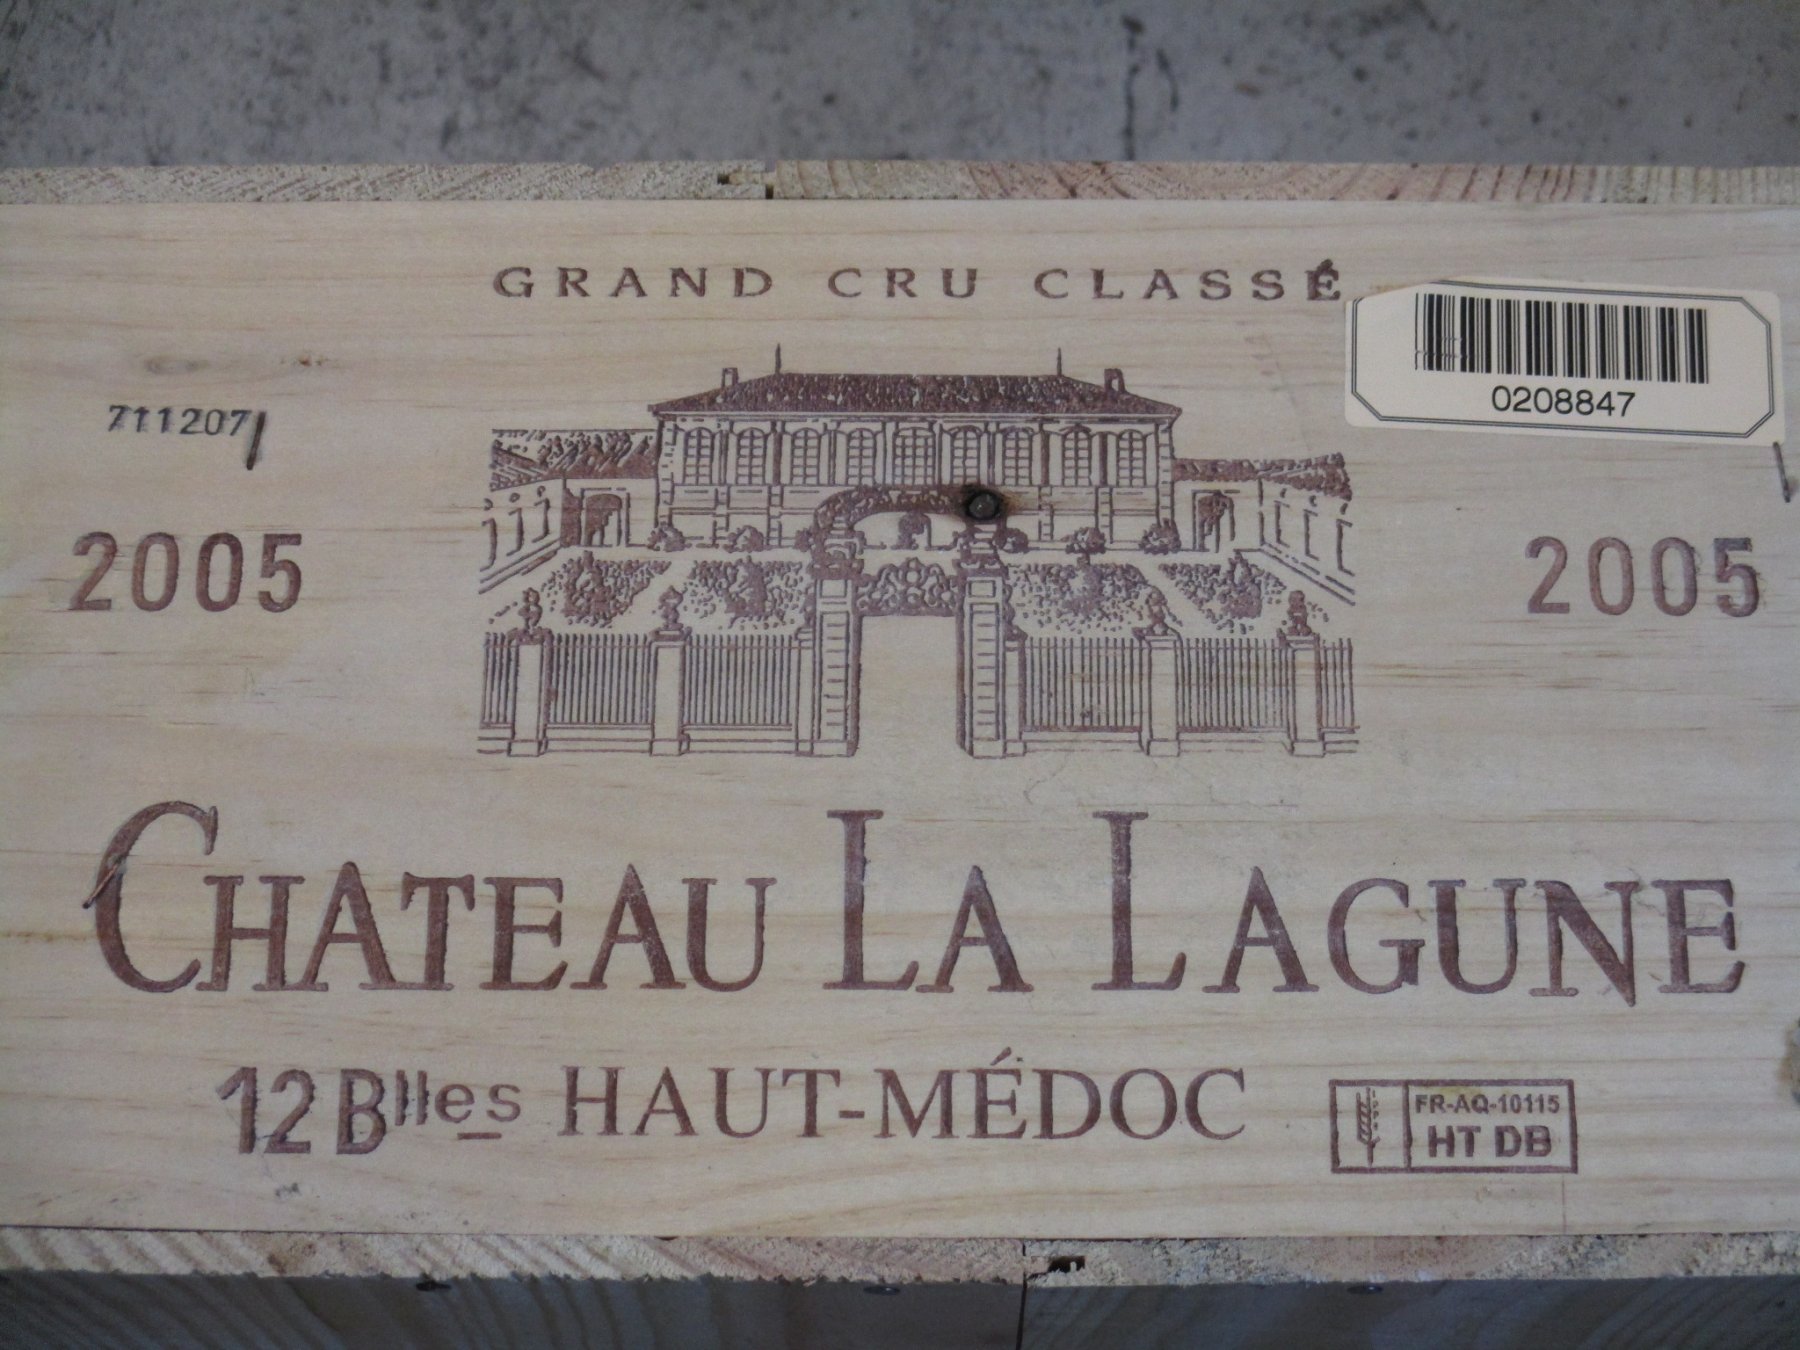 GRAND CRU CLASSÉ
0208847
711207
2005
2005
CHATEAU LA LAGUNE
12 Blles HAUT-MÉDOC
FR-AQ-10115
HT DB